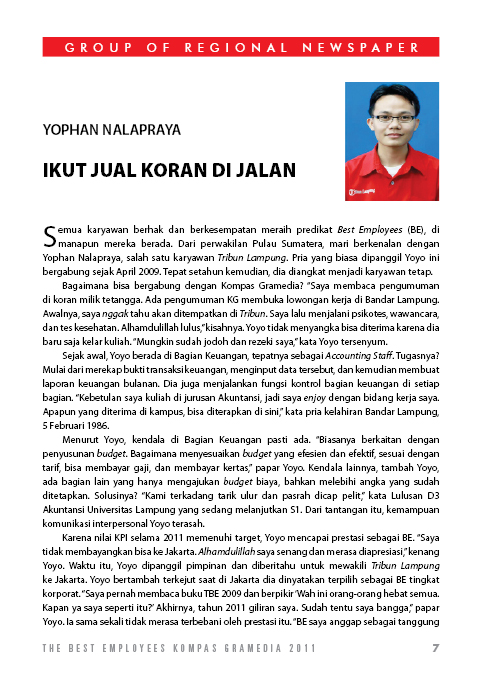 GROUP OF REGIONAL NEWSPAPER
YOPHAN NALAPRAYA
IKUT JUAL KORAN DI JALAN
Semua karyawan berhak dan berkesempatan meraih predikat Best Employees (BE), di
manapun mereka berada. Dari perwakilan Pulau Sumatera, mari berkenalan dengan
Yophan Nalapraya, salah satu karyawan Tribun Lampung. Pria yang biasa dipanggil Yoyo ini
bergabung sejak April 2009. Tepat setahun kemudian, dia diangkat menjadi karyawan tetap.
Bagaimana bisa bergabung dengan Kompas Gramedia? “Saya membaca pengumuman
di koran milik tetangga. Ada pengumuman KG membuka lowongan kerja di Bandar Lampung.
Awalnya, saya nggak tahu akan ditempatkan di Tribun. Saya lalu menjalani psikotes, wawancara,
dan tes kesehatan. Alhamdulillah lulus,” kisahnya. Yoyo tidak menyangka bisa diterima karena dia
baru saja kelar kuliah. “Mungkin sudah jodoh dan rezeki saya,” kata Yoyo tersenyum.
Sejak awal, Yoyo berada di Bagian Keuangan, tepatnya sebagai Accounting Staff. Tugasnya?
Mulai dari merekap bukti transaksi keuangan, menginput data tersebut, dan kemudian membuat
laporan keuangan bulanan. Dia juga menjalankan fungsi kontrol bagian keuangan di setiap
bagian. “Kebetulan saya kuliah di jurusan Akuntansi, jadi saya enjoy dengan bidang kerja saya.
Apapun yang diterima di kampus, bisa diterapkan di sini,” kata pria kelahiran Bandar Lampung,
5 Februari 1986.
Menurut Yoyo, kendala di Bagian Keuangan pasti ada. “Biasanya berkaitan dengan
penyusunan budget. Bagaimana menyesuaikan budget yang efesien dan efektif, sesuai dengan
tarif, bisa membayar gaji, dan membayar kertas,” papar Yoyo. Kendala lainnya, tambah Yoyo,
ada bagian lain yang hanya mengajukan budget biaya, bahkan melebihi angka yang sudah
ditetapkan. Solusinya? “Kami terkadang tarik ulur dan pasrah dicap pelit,” kata Lulusan D3
Akuntansi Universitas Lampung yang sedang melanjutkan S1. Dari tantangan itu, kemampuan
komunikasi interpersonal Yoyo terasah.
Karena nilai KPI selama 2011 memenuhi target, Yoyo mencapai prestasi sebagai BE. “Saya
tidak membayangkan bisa ke Jakarta. Alhamdulillah saya senang dan merasa diapresiasi,” kenang
Yoyo. Waktu itu, Yoyo dipanggil pimpinan dan diberitahu untuk mewakili Tribun Lampung
ke Jakarta. Yoyo bertambah terkejut saat di Jakarta dia dinyatakan terpilih sebagai BE tingkat
korporat. “Saya pernah membaca buku TBE 2009 dan berpikir ‘Wah ini orang-orang hebat semua.
Kapan ya saya seperti itu?’ Akhirnya, tahun 2011 giliran saya. Sudah tentu saya bangga,” papar
Yoyo. Ia sama sekali tidak merasa terbebani oleh prestasi itu. “BE saya anggap sebagai tanggung
THE BEST EMPLOYEES KOMPAS GRAMEDIA 2011 7